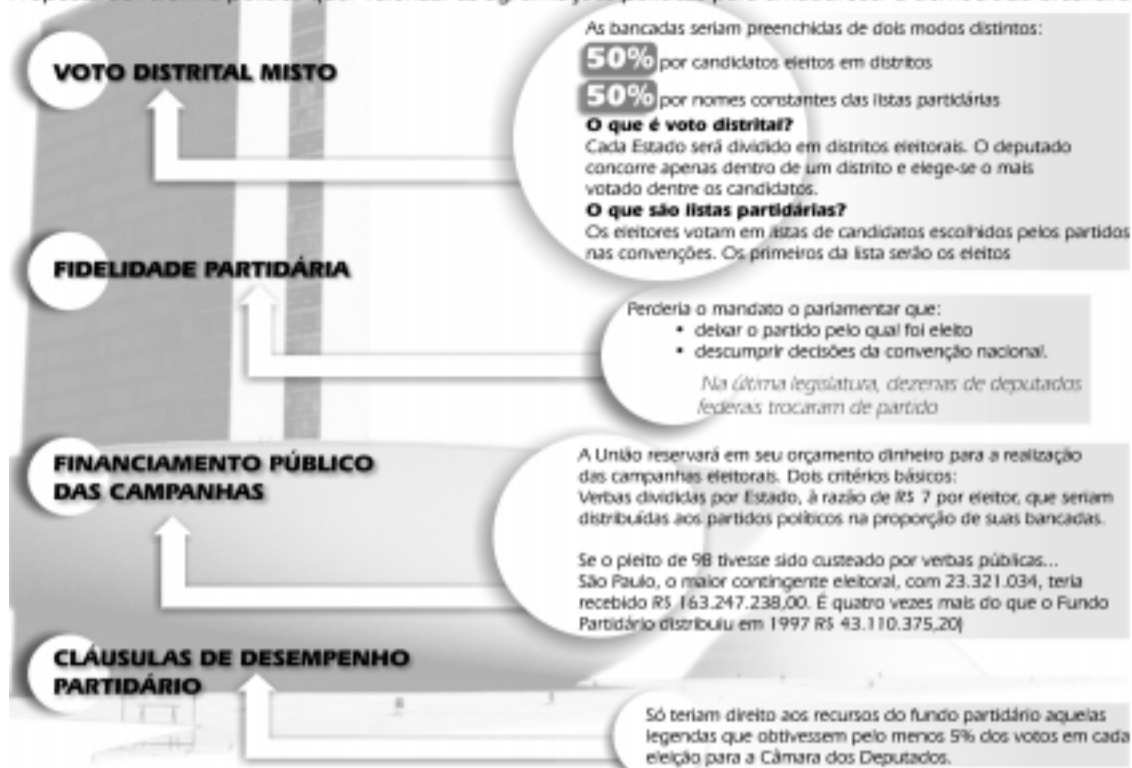 VOTO DISTRITAL MISTO
As bancadas seriam preenchidas de dois modos distintos:
50% por candidatos eleitos em distritos
50% por nomes constantes das listas partidárias
O que é voto distrital?
Cada Estado será dividido em distritos eleitorais. O deputado
concorre apenas dentro de um distrito e elege-se o mais
votado dentre os candidatos.
O que são listas partidárias?
Os eleitores votam em listas de candidatos escolhidos pelos partidos
nas convenções. Os primeiros da lista serão os eleitos
FIDELIDADE PARTIDÁRIA
Perderia o mandato o parlamentar que:
• deixar o partido pelo qual foi eleito
• descumprir decisões da convenção nacional.
Na última legislatura, dezenas de deputados
federais trocaram de partido
FINANCIAMENTO PÚBLICO
DAS CAMPANHAS
A União reservará em seu orçamento dinheiro para a realização
das campanhas eleitorais. Dois critérios básicos:
Verbas divididas por Estado, à razão de R$ 7 por eleitor, que seriam
distribuídas aos partidos políticos na proporção de suas bancadas.
Se o pleito de 98 tivesse sido custeado por verbas públicas...
São Paulo, o maior contingente eleitoral, com 23.321.034, teria
recebido R$ 163.247.238,00. É quatro vezes mais do que o Fundo
Partidário distribuiu em 1997 R$ 43.110.375,20)
CLÁUSULAS DE DESEMPENHO
PARTIDÁRIO
Só teriam direito aos recursos do fundo partidário aquelas
legendas que obtivessem pelo menos 5% dos votos em cada
eleição para a Câmara dos Deputados.